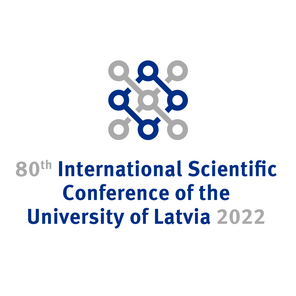 80th International Scientific
Conference of the
University of Latvia 2022